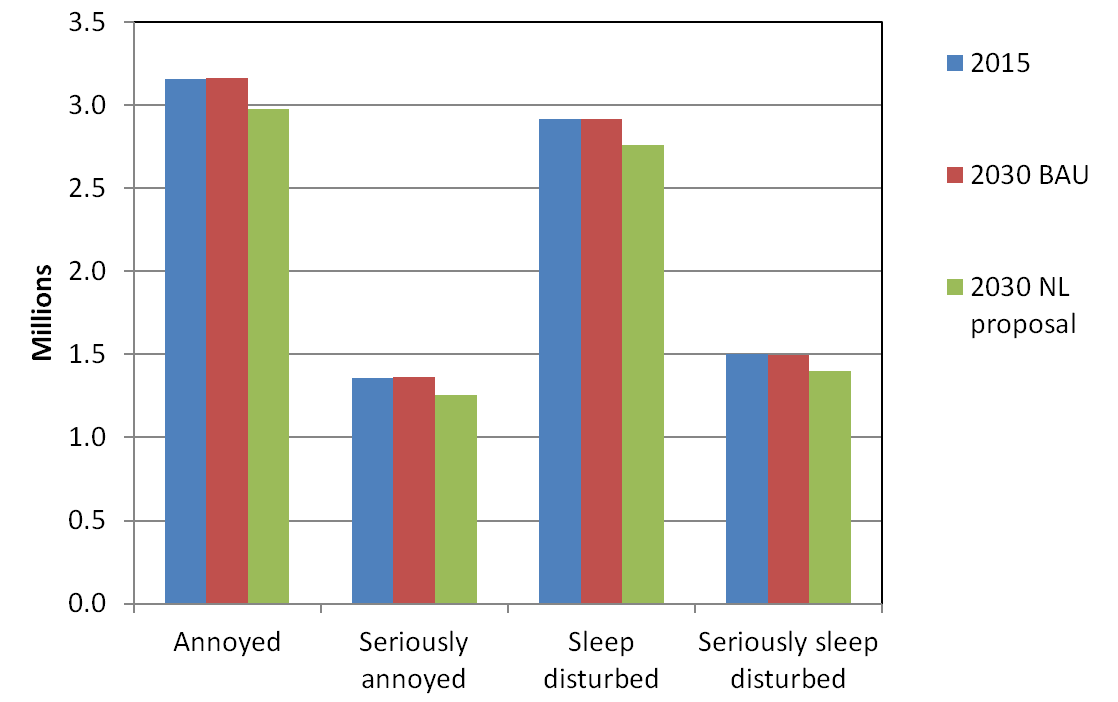 3.5
3.0
2.5
2.0
1.5
1.0
0.5
0.0
Millions
Annoyed
Seriously
annoyed
Sleep
disturbed
Seriously sleep
disturbed
2015
2030 BAU
2030 NL
proposal